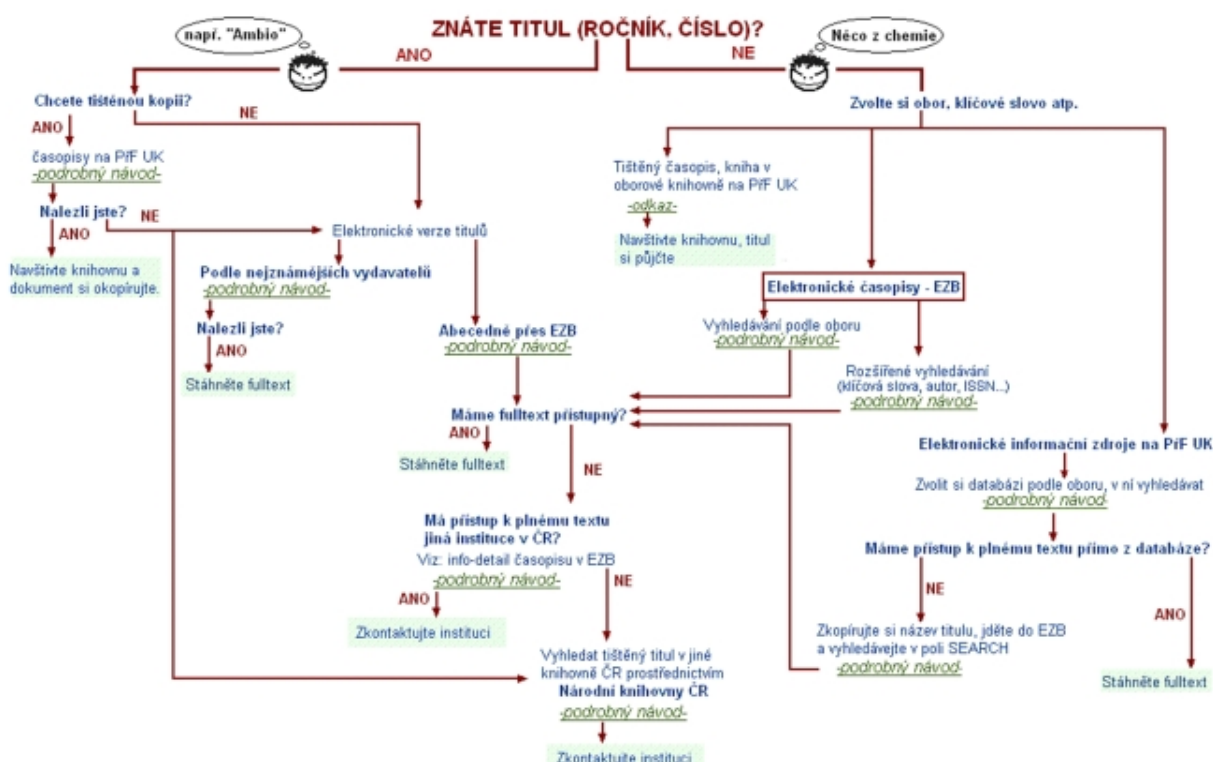 ZNÁTE TITUL (ROČNÍK, ČÍSLO)?
např. "Ambio"
Něco z chemie
ANO
NE
Chcete tištěnou kopii?
Zvolte si obor, klíčové slovo atp.
ANO
NE
časopisy na PřF UK
-podrobný návod-
Nalezli jste?
NE
ANO
Navštivte knihovnu a
dokument si okopírujte.
Elektronické verze titulů
Podle nejznámějších vydavatelů
-podrobný návod-
Nalezli jste?
ANO
Stáhněte fulltext
Abecedně přes EZB
-podrobný návod-
Máme fulltext přístupný?
ANO
Stáhněte fulltext
NE
Má přístup k plnému textu
jiná instituce v ČR?
Viz: info-detail časopisu v EZB
-podrobný návod-
ANO
NE
Zkontaktujte instituci
Vyhledat tištěný titul v jiné
knihovně ČR prostřednictvím
Národní knihovny ČR
-podrobný návod-
Zkontaktujte instituci
Tištěný časopis, kniha v
oborové knihovně na PřF UK
-odkaz-
Navštivte knihovnu, titul
si půjčte
Elektronické časopisy - EZB
Vyhledávání podle oboru
-podrobný návod-
Rozšířené vyhledávání
(klíčová slova, autor, ISSN...)
-podrobný návod-
Elektronické informační zdroje na PřF UK
Zvolit si databázi podle oboru, v ní vyhledávat
-podrobný návod-
Máme přístup k plnému textu přímo z databáze?
NE
ANO
Zkopírujte si název titulu, jděte do EZB
a vyhledávejte v poli SEARCH
-podrobný návod-
Stáhněte fulltext